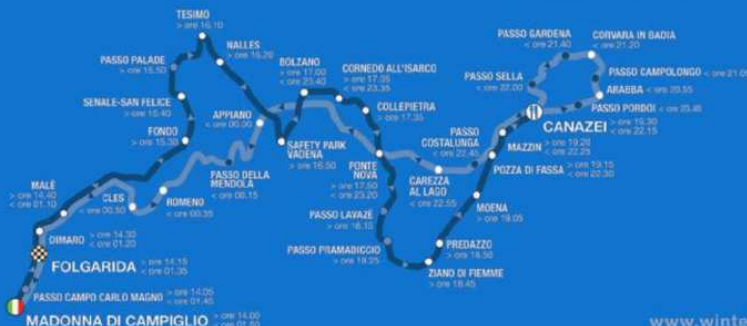 TESIMO
> ore 16.10
PASSO PALADE
> ore 15.50
NALLES
> ore 15.20
SENALE-SAN FELICE
> ore 15.40
FONDO
> ore 15.30
APPIANO
< ore 00.00
BOLZANO
> ore 17.00
< ore 23.40
CORNEDO ALL'ISARCO
> ore 17.05
< ore 23.35
COLLEPIETRA
> ore 17.35
SAFETY PARK
VADENA
> ore 16.50
PASSO DELLA
MENDOLA
< ore 00.15
MALÈ
> ore 14.40
< ore 01.10
CLES
< ore 00.50
ROMENO
< ore 00.35
DIMARO
> ore 14.30
< ore 01.20
FOLGARIDA
> ore 14.15
< ore 01.35
PASSO CAMPO CARLO MAGNO
> ore 14.05
< ore 01.45
MADONNA DI CAMPIGLIO
> ore 14.00
< ore 01.50
PONTE
NOVA
> ore 17.50
< ore 23.20
PASSO LAVAZÈ
> ore 18.15
PASSO PRAMADICCIO
> ore 18.25
ZIANO DI FIEMME
> ore 18.45
PREDAZZO
> ore 18.50
MOENA
> ore 19.05
CAREZZA
AL LAGO
< ore 22.55
PASSO
COSTALUNGA
< ore 22.45
POZZA DI FASSA
> ore 19.15
< ore 22.30
MAZZIN
> ore 19.20
< ore 22.25
CANAZEI
> ore 19.30
< ore 22.15
PASSO SELLA
< ore 22.00
PASSO GARDENA
< ore 21.40
CORVARA IN BADIA
< ore 21.20
PASSO CAMPOLONGO
< ore 21.05
ARABBA
< ore 20.55
PASSO PORDOI
< ore 20.45
www.winte